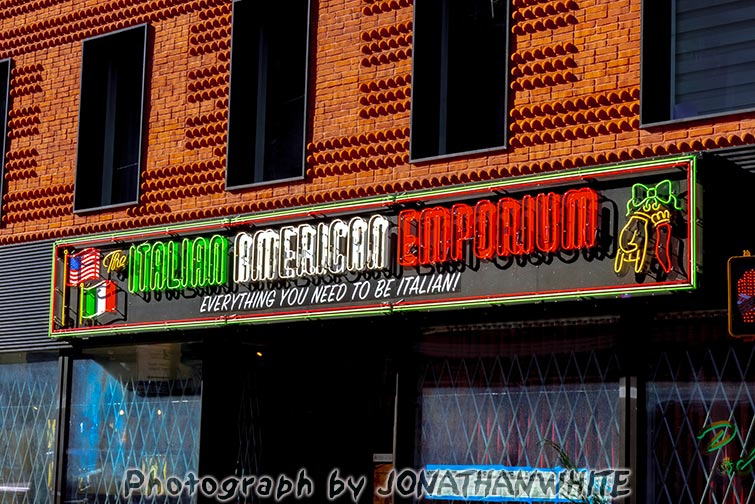 The ITALIAN AMERICAN EMPORIUM
EVERYTHING YOU NEED TO BE ITALIAN!
Photograph by JONATHANWHITE